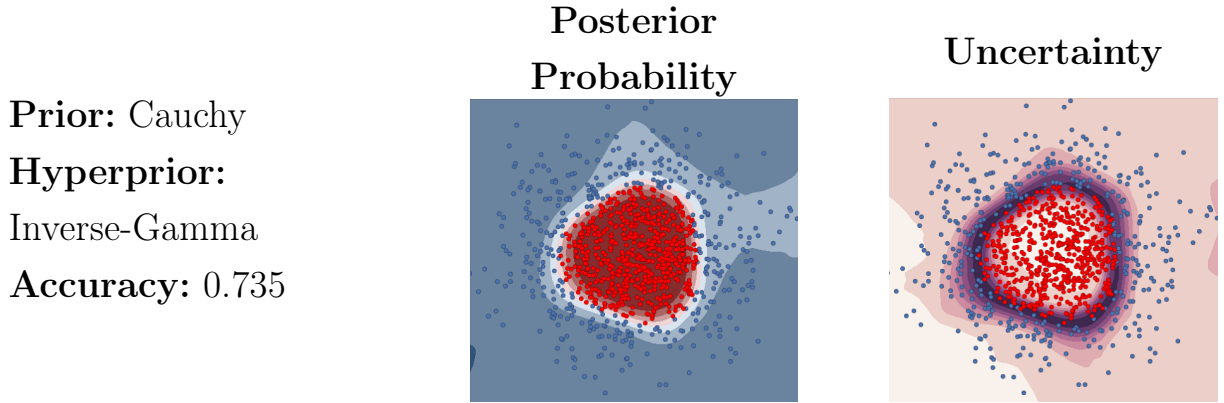 Prior: Cauchy
Hyperprior:
Inverse-Gamma
Accuracy: 0.735
Posterior
Probability
Uncertainty